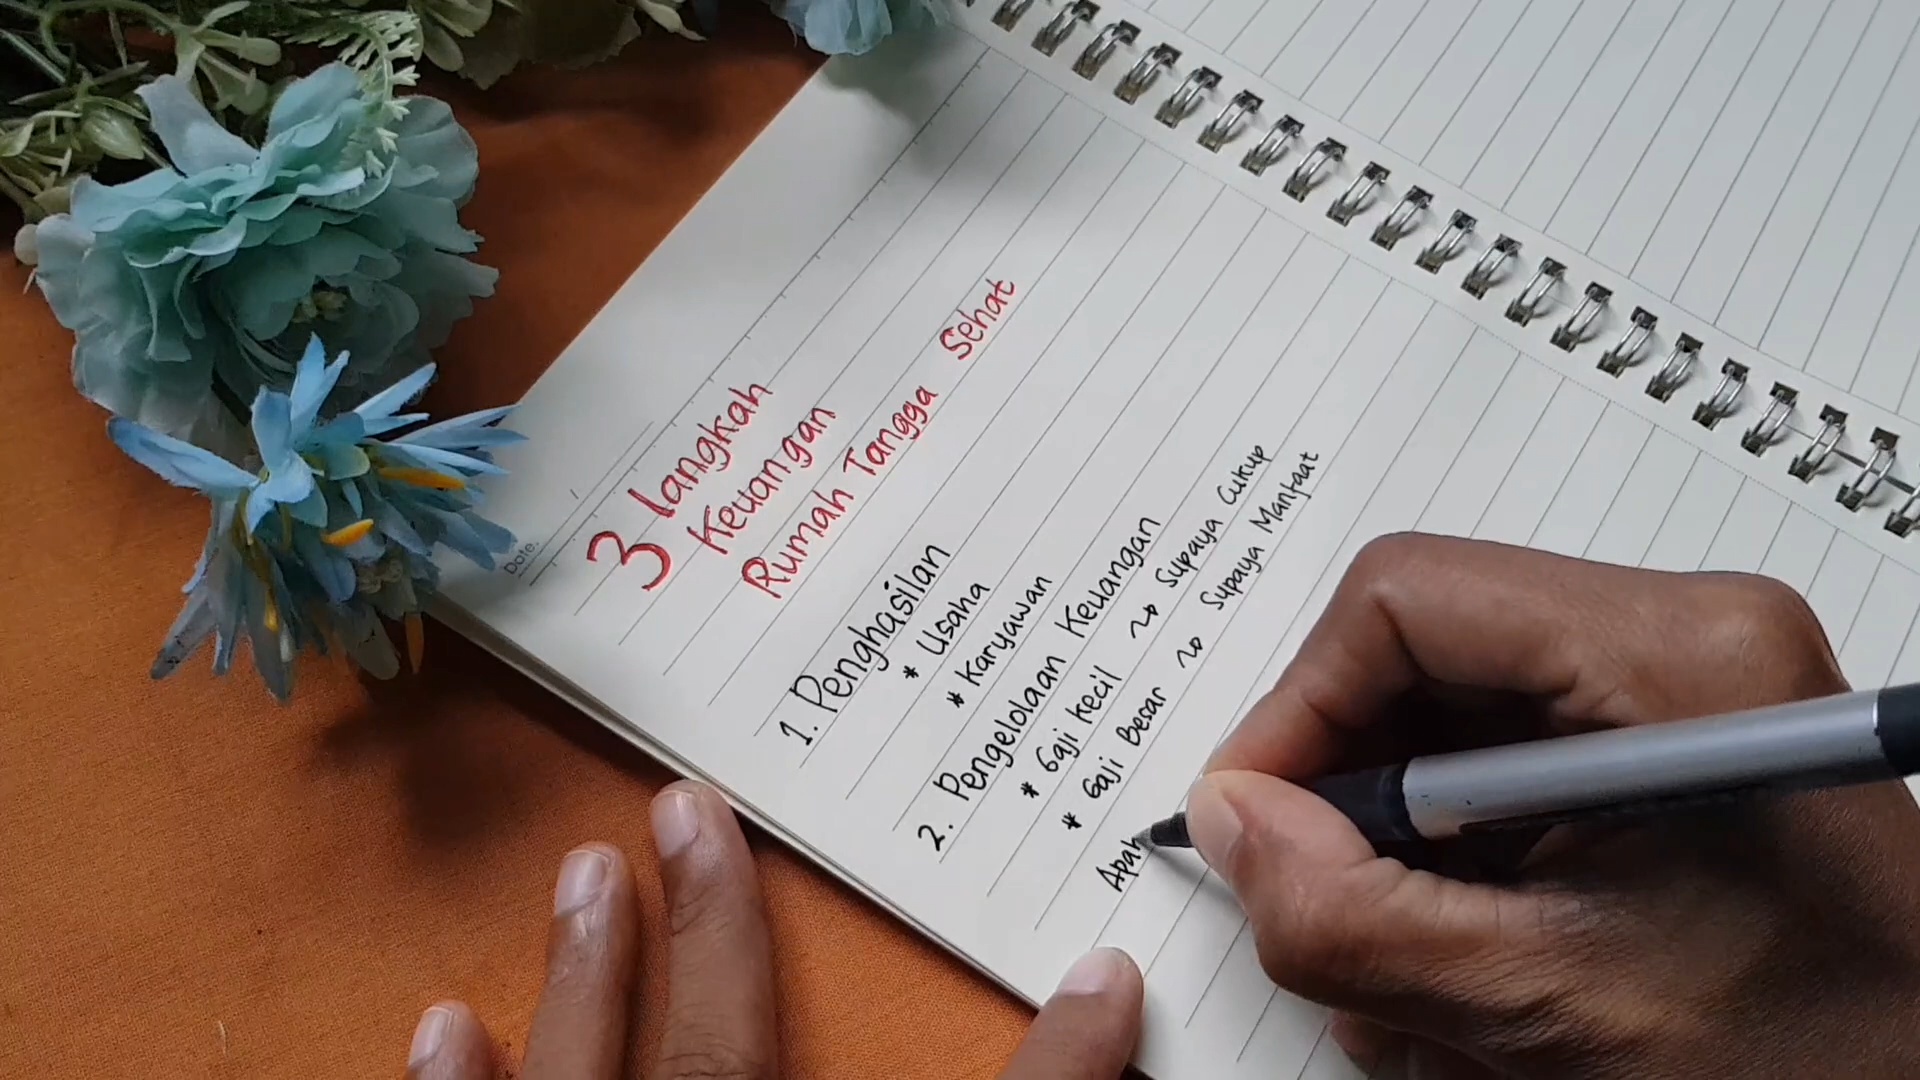 Date.
3 langkah
Keuangan
Rumah Tangga Sehat
1. Penghasilan
* Usaha
* Karyawan
2. Pengelolaan Keuangan
* Gaji Kecil ~> Supaya Cukup
* Gaji Besar ~> Supaya Manfaat
Apah